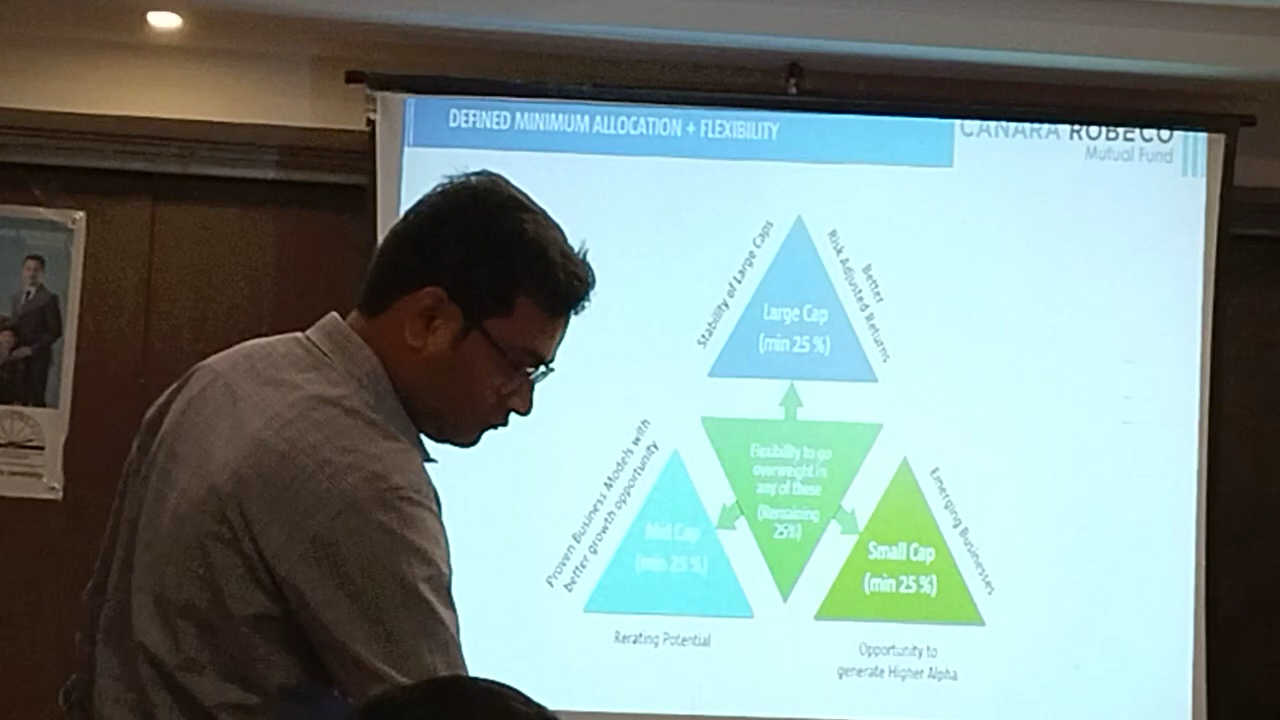 DEFINED MINIMUM ALLOCATION + FLEXIBILITY
CANARA ROBECO
Mutual Fund
Stability of Large Caps
Better
Risk Adjusted Returns
Large Cap
(min 25 %)
Proven Business Models with
better growth opportunity
Flexibility to go
overweight in
any of these
(Remaining
25%)
Mid Cap
(min 25 %)
Emerging Businesses
Small Cap
(min 25 %)
Rerating Potential
Opportunity to
generate Higher Alpha